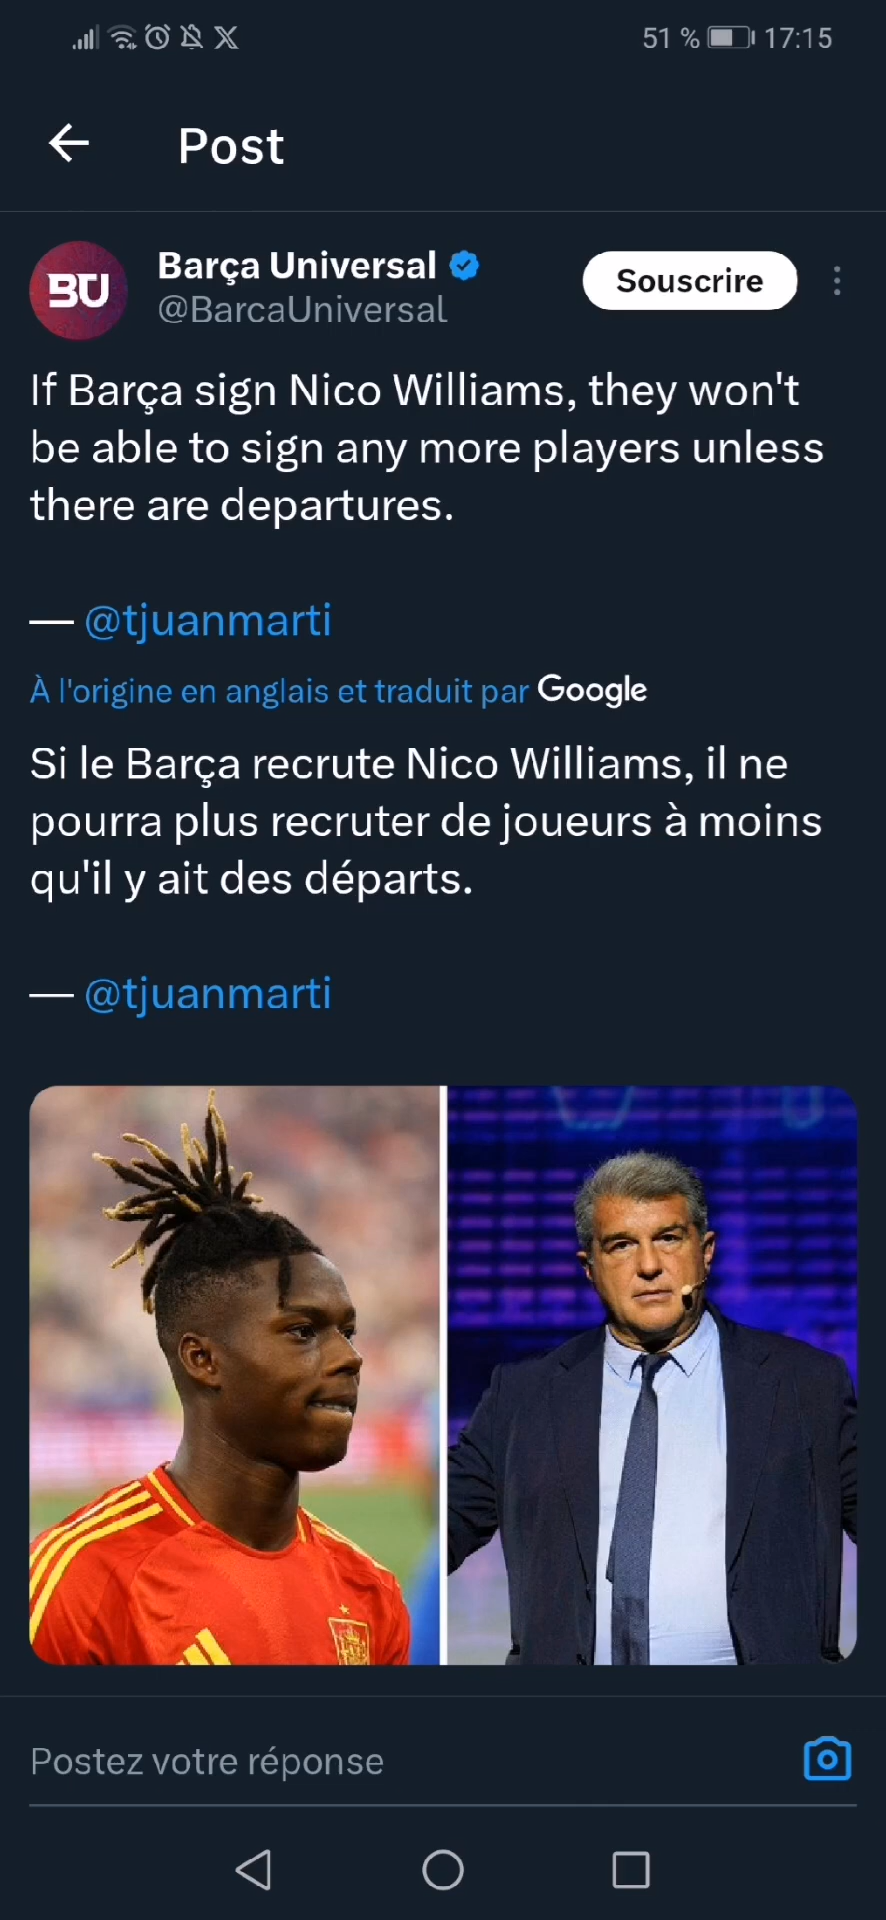 51 % 17:15
Post
BU
Barça Universal
@BarcaUniversal
Souscrire
If Barça sign Nico Williams, they won't
be able to sign any more players unless
there are departures.
— @tjuanmarti
À l'origine en anglais et traduit par Google
Si le Barça recrute Nico Williams, il ne
pourra plus recruter de joueurs à moins
qu'il y ait des départs.
— @tjuanmarti
Postez votre réponse